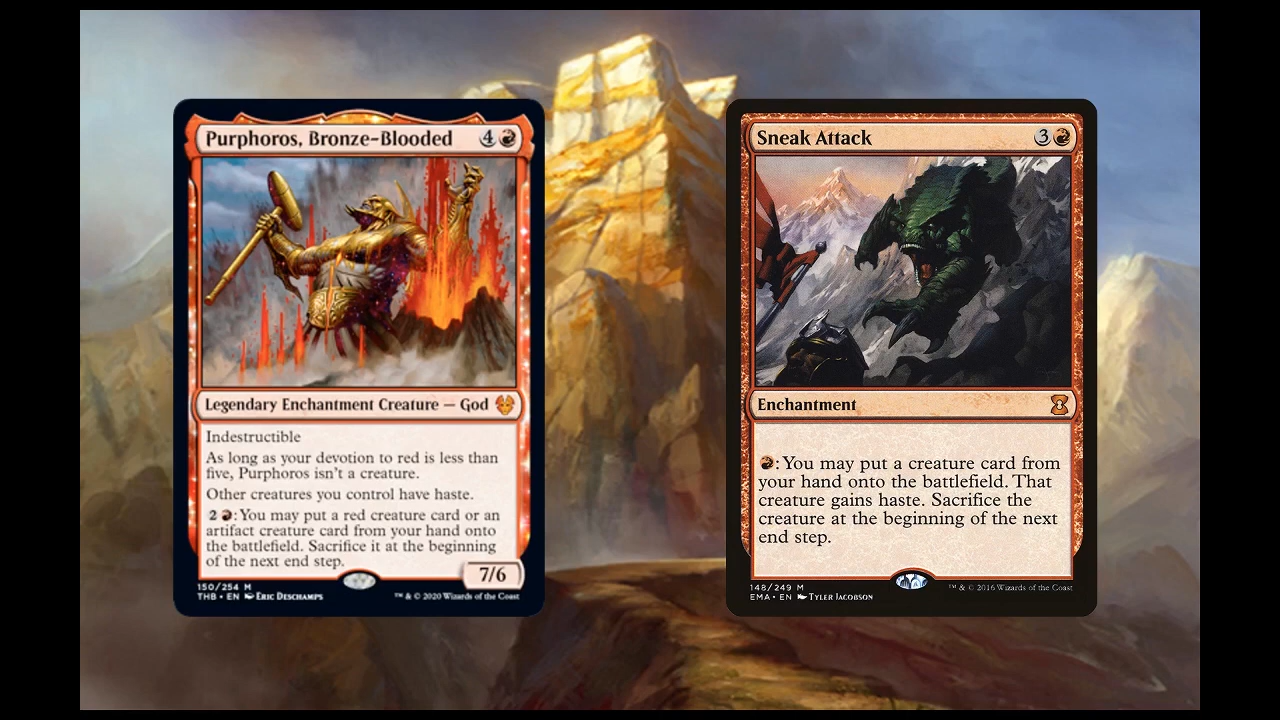 Purphoros, Bronze-Blooded 4
Legendary Enchantment Creature — God
Indestructible
As long as your devotion to red is less than
five, Purphoros isn't a creature.
Other creatures you control have haste.
2 : You may put a red creature card or an
artifact creature card from your hand onto
the battlefield. Sacrifice it at the beginning
of the next end step.
7/6
150/254 M
THB • EN Eric Deschamps
™ & © 2020 Wizards of the Coast
Sneak Attack 3
Enchantment
: You may put a creature card from
your hand onto the battlefield. That
creature gains haste. Sacrifice the
creature at the beginning of the next
end step.
148/249 M
EMA • EN Tyler Jacobson
™ & © 2016 Wizards of the Coast